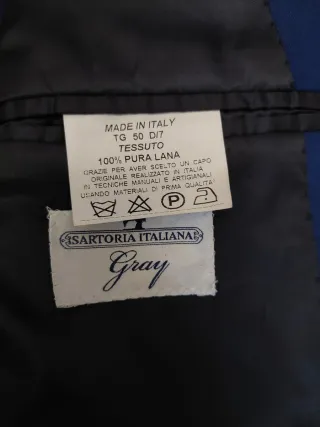 MADE IN ITALY
TG 50 D/7
TESSUTO
100% PURA LANA
GRAZIE PER AVER SCELTO UN CAPO
ORIGINALE REALIZZATO IN ITALIA
IN TECNICHE MANUALI E ARTIGIANALI
USANDO MATERIALI DI PRIMA QUALITA'
P
SARTORIA ITALIANA
Gray